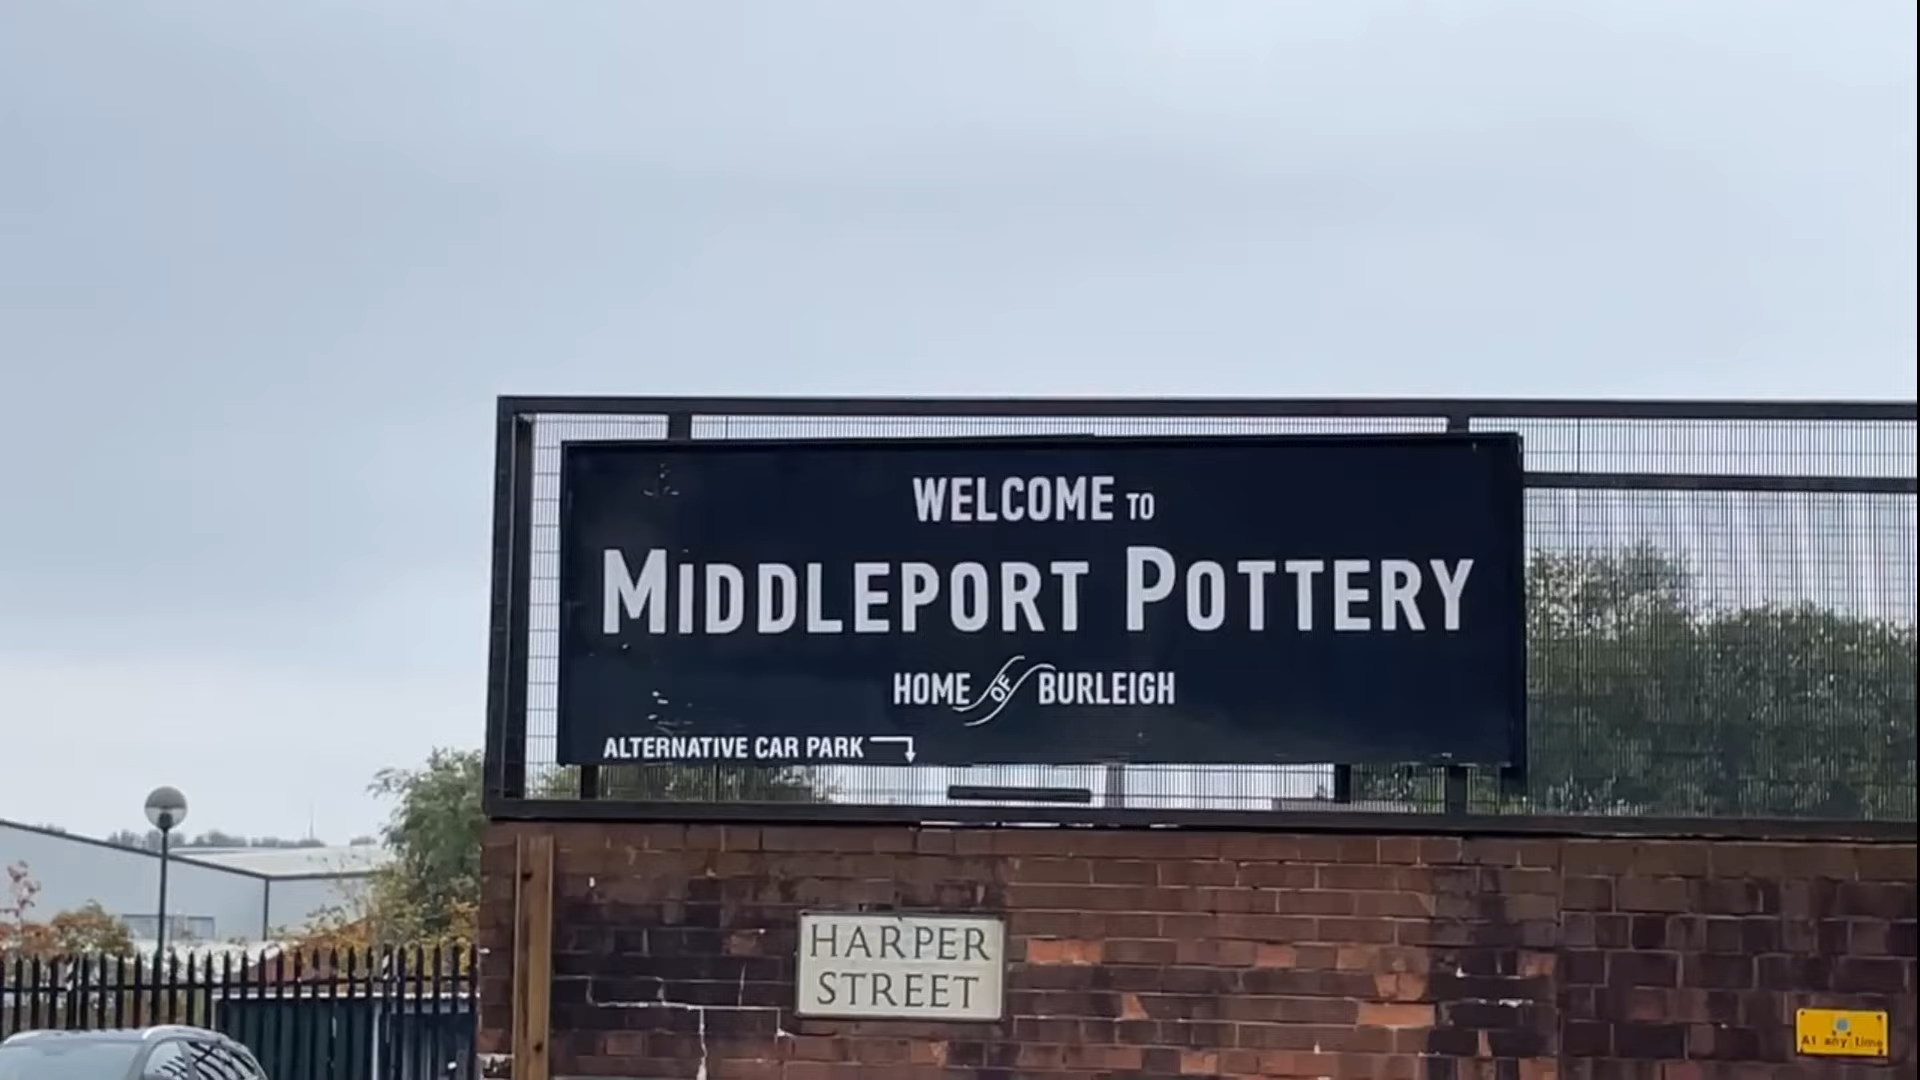 WELCOME TO
MIDDLEPORT POTTERY
HOME OF BURLEIGH
ALTERNATIVE CAR PARK
HARPER
STREET
At any time